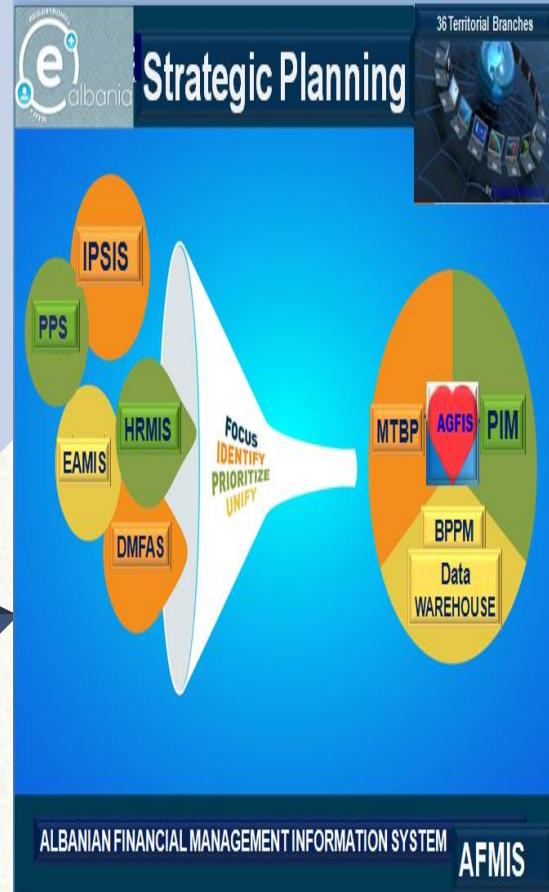 e
albania
Strategic Planning
36 Territorial Branches
IPSIS
PPS
HRMIS
EAMIS
DMFAS
FOCUS
IDENTIFY
PRIORITIZE
UNIFY
MTBP
AGFIS
PIM
BPPM
Data
WAREHOUSE
ALBANIAN FINANCIAL MANAGEMENT INFORMATION SYSTEM
AFMIS